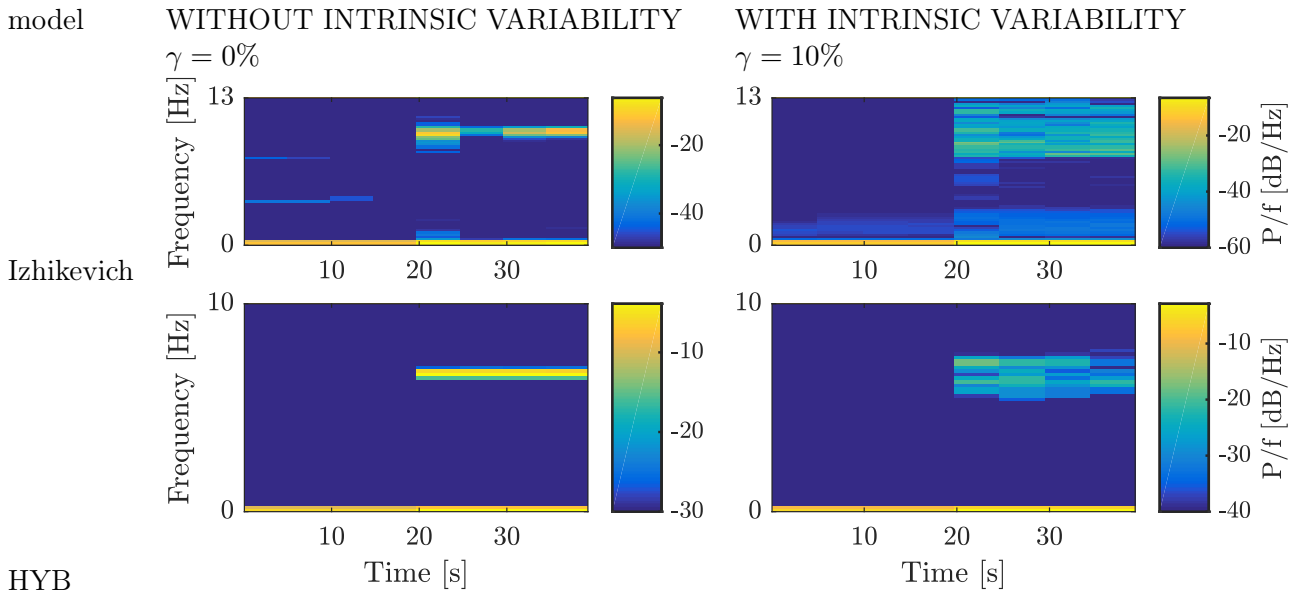 model WITHOUT INTRINSIC VARIABILITY WITH INTRINSIC VARIABILITY
γ = 0% γ = 10%
Frequency [Hz]
13
0
10 20 30
-20
-40
13
0
10 20 30
-20
-40
-60
P/f [dB/Hz]
Izhikevich
Frequency [Hz]
10
5
0
10 20 30
Time [s]
-10
-20
-30
10
5
0
10 20 30
Time [s]
-10
-20
-30
-40
P/f [dB/Hz]
HYB